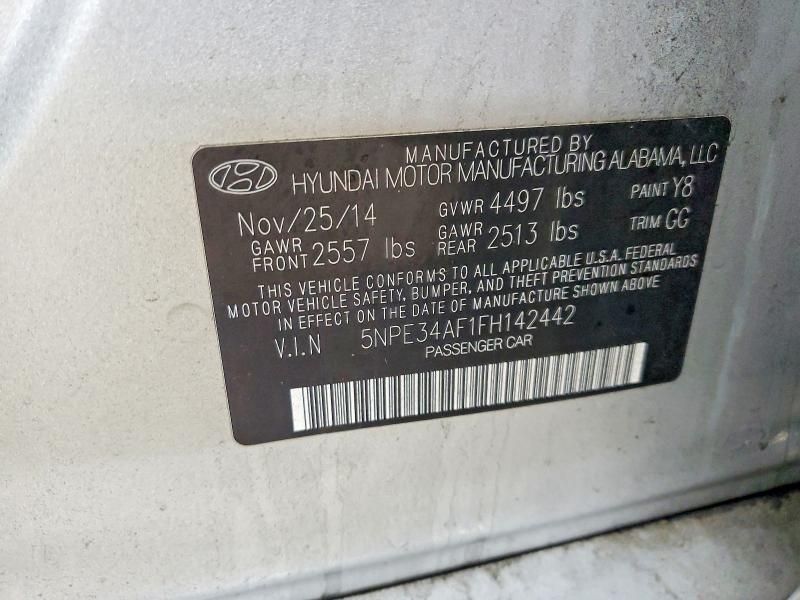 MANUFACTURED BY
HYUNDAI MOTOR MANUFACTURING ALABAMA, LLC
Nov/25/14 GVWR 4497 lbs PAINT Y8
GAWR FRONT 2557 lbs GAWR REAR 2513 lbs TRIM GG
THIS VEHICLE CONFORMS TO ALL APPLICABLE U.S.A. FEDERAL
MOTOR VEHICLE SAFETY, BUMPER, AND THEFT PREVENTION STANDARDS
IN EFFECT ON THE DATE OF MANUFACTURE SHOWN ABOVE
V.I.N 5NPE34AF1FH142442
PASSENGER CAR